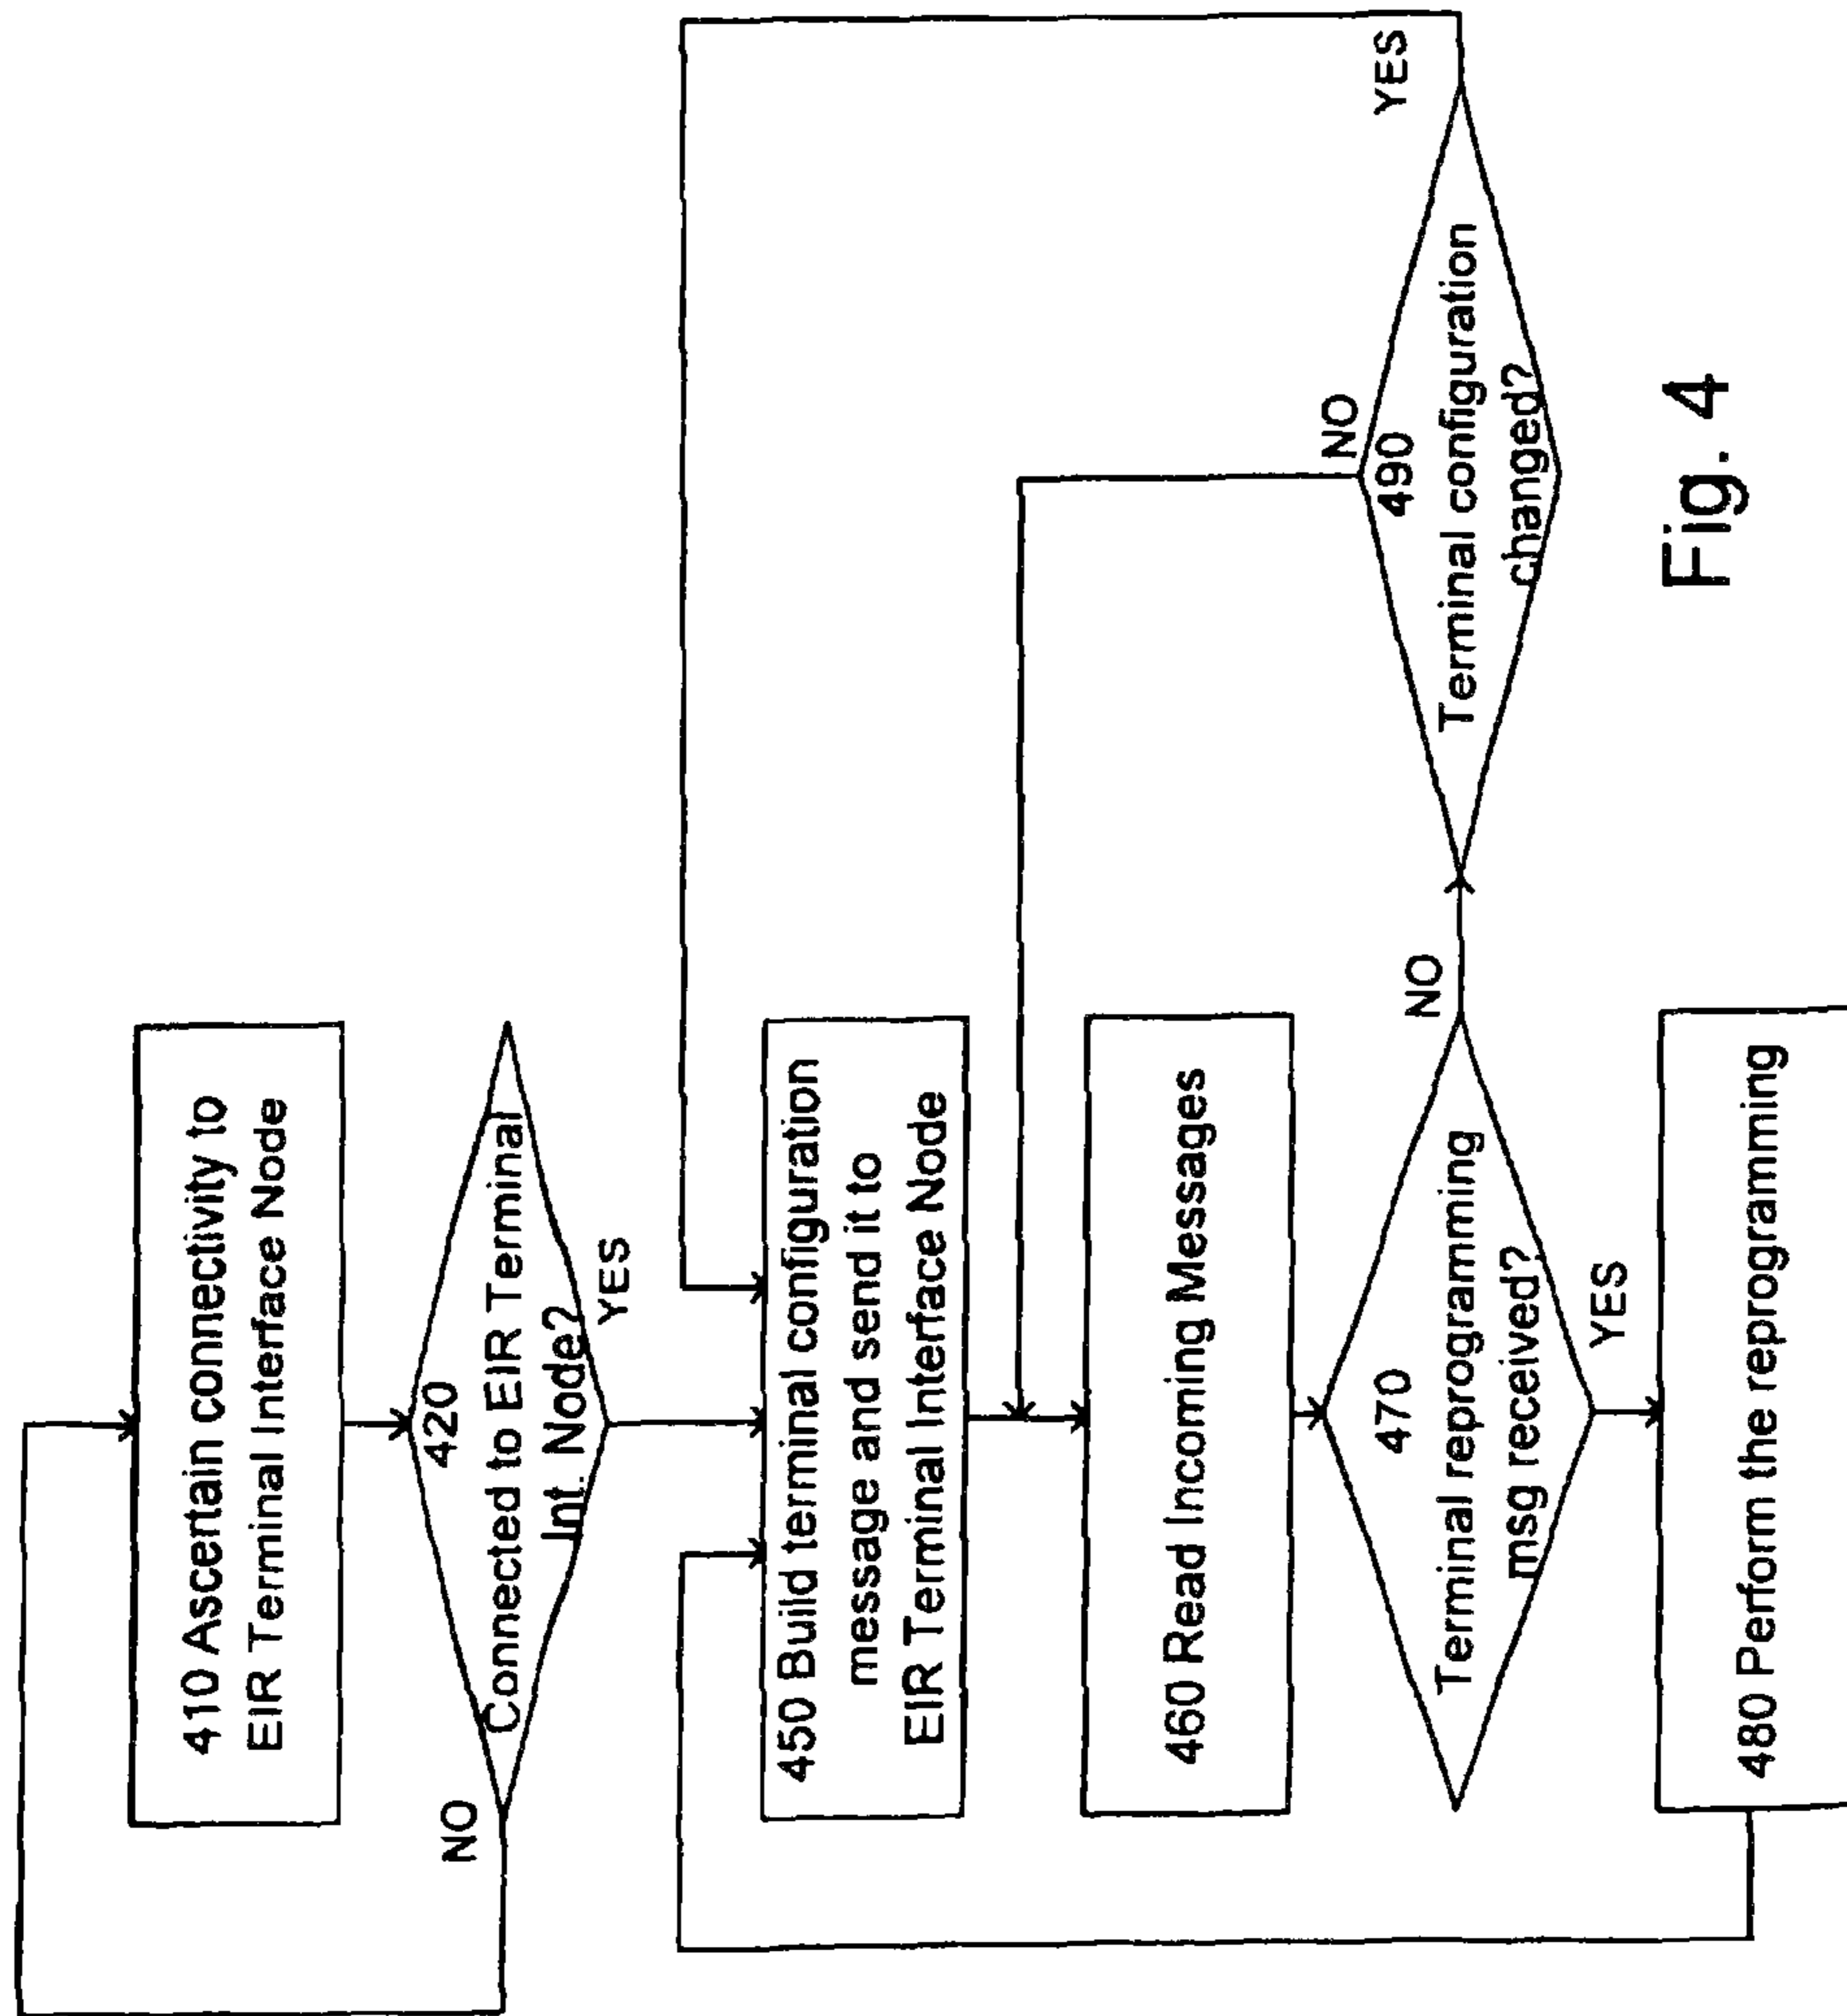 410 Ascertain connectivity to
EIR Terminal Interface Node
420
Connected to EIR Terminal
Int. Node?
NO
YES
450 Build terminal configuration
message and send it to
EIR Terminal Interface Node
460 Read Incoming Messages
470
Terminal reprogramming
msg received?
NO
YES
480 Perform the reprogramming
490
Terminal configuration
changed?
NO
YES
Fig. 4